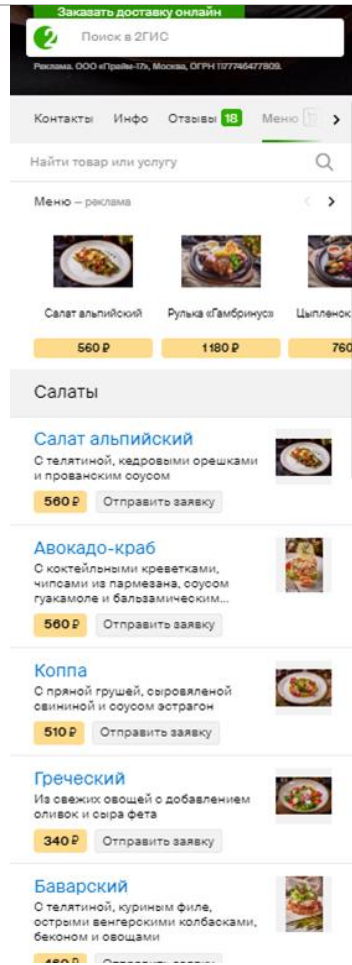 Заказать доставку онлайн
Поиск в 2ГИС
Реклама. ООО «Прайм-17», Москва, ОГРН 1177746477809.
Контакты Инфо Отзывы 18 Меню
Найти товар или услугу
Меню – реклама
Салат альпийский Рулька «Гамбринус» Цыпленок
560 ₽ 1180 ₽ 760
Салаты
Салат альпийский
С телятиной, кедровыми орешками
и прованским соусом
560 ₽ Отправить заявку
Авокадо-краб
С коктейльными креветками,
чипсами из пармезана, соусом
гуакамоле и бальзамическим...
560 ₽ Отправить заявку
Коппа
С пряной грушей, сыровяленой
свининой и соусом эстрагон
510 ₽ Отправить заявку
Греческий
Из свежих овощей с добавлением
оливок и сыра фета
340 ₽ Отправить заявку
Баварский
С телятиной, куриным филе,
острыми венгерскими колбасками,
беконом и овощами
460 ₽ Отправить заявку